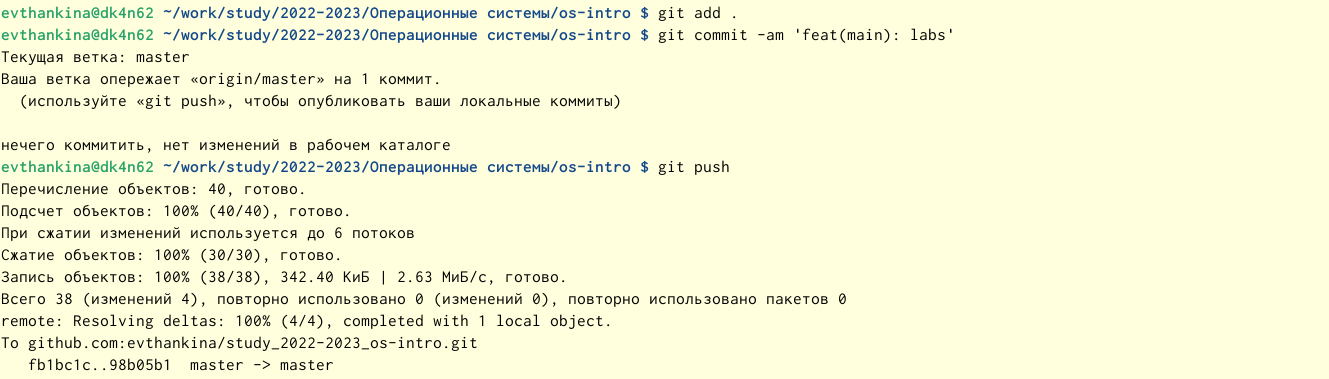 evthankina@dk4n62 ~/work/study/2022-2023/Операционные системы/os-intro $ git add .
evthankina@dk4n62 ~/work/study/2022-2023/Операционные системы/os-intro $ git commit -am 'feat(main): labs'
Текущая ветка: master
Ваша ветка опережает «origin/master» на 1 коммит.
  (используйте «git push», чтобы опубликовать ваши локальные коммиты)

нечего коммитить, нет изменений в рабочем каталоге
evthankina@dk4n62 ~/work/study/2022-2023/Операционные системы/os-intro $ git push
Перечисление объектов: 40, готово.
Подсчет объектов: 100% (40/40), готово.
При сжатии изменений используется до 6 потоков
Сжатие объектов: 100% (30/30), готово.
Запись объектов: 100% (38/38), 342.40 КиБ | 2.63 МиБ/с, готово.
Всего 38 (изменений 4), повторно использовано 0 (изменений 0), повторно использовано пакетов 0
remote: Resolving deltas: 100% (4/4), completed with 1 local object.
To github.com:evthankina/study_2022-2023_os-intro.git
   fb1bc1c..98b05b1  master -> master